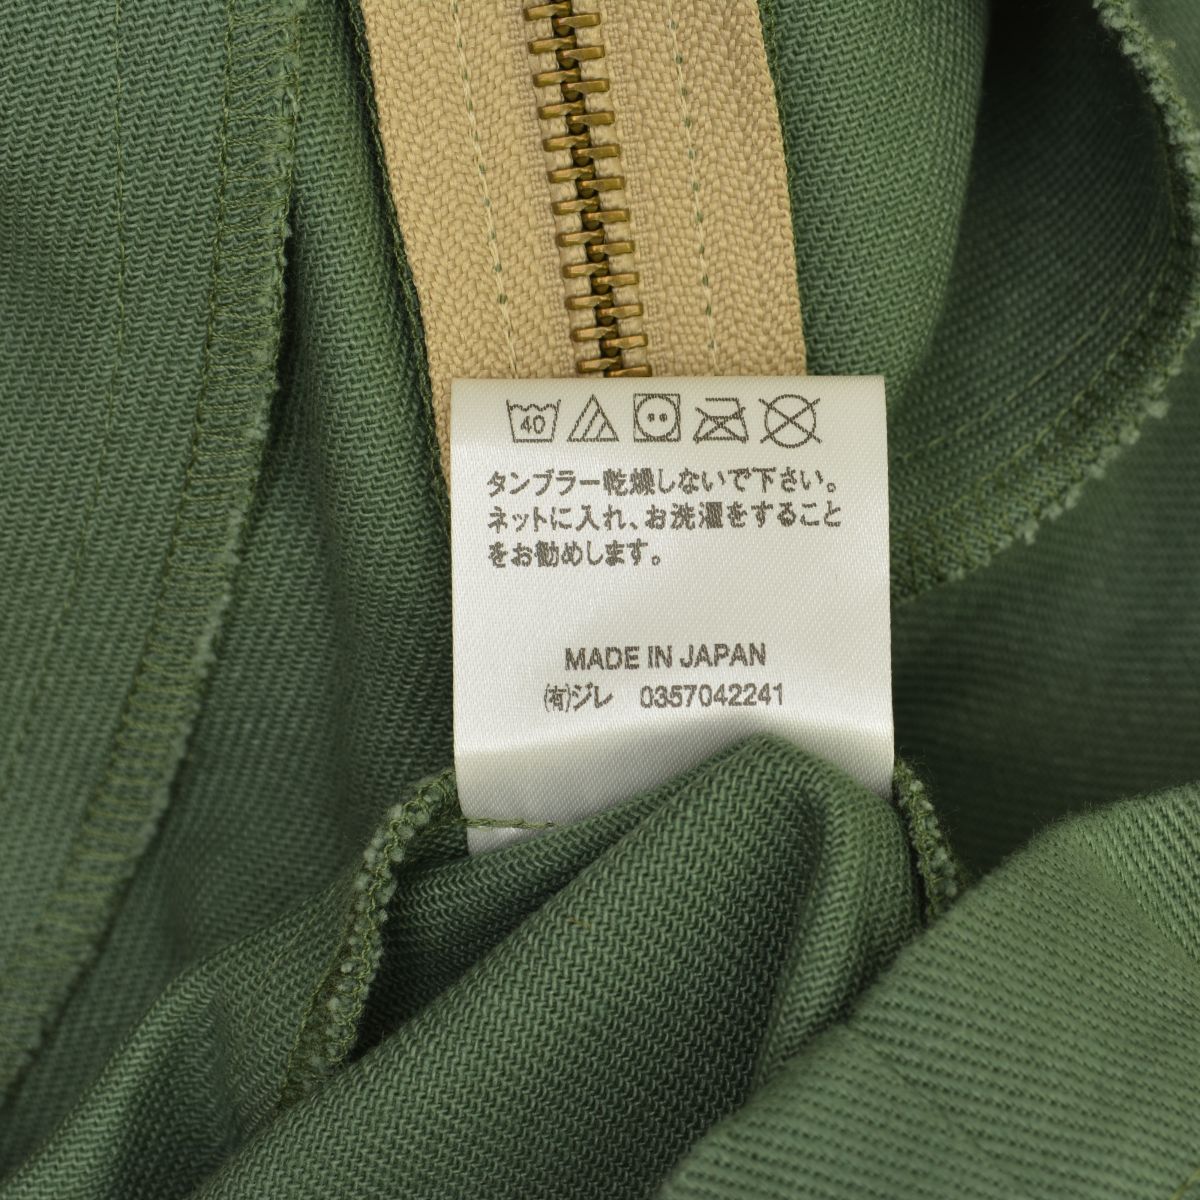 40
タンブラー乾燥しないで下さい。
ネットに入れ、お洗濯をすること
をお勧めします。
MADE IN JAPAN
㈲ジレ 0357042241